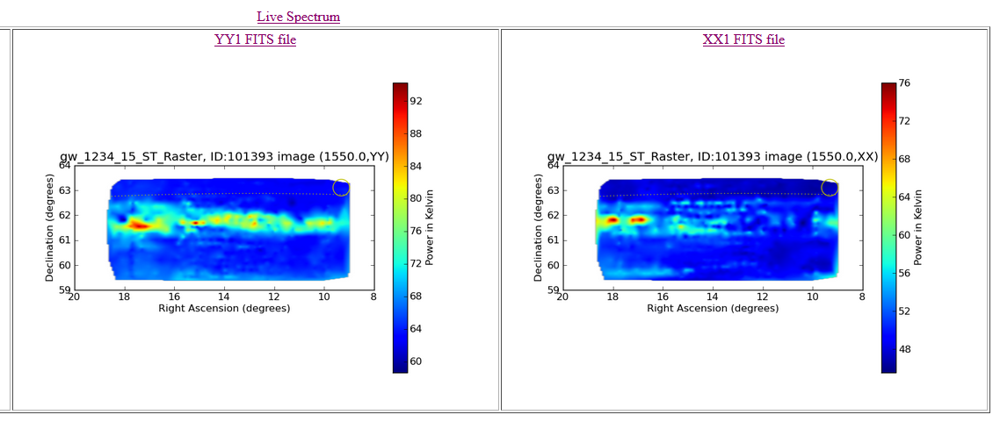 Live Spectrum
YY1 FITS file
gw_1234_15_ST_Raster, ID:101393 image (1550.0,YY)
64
63
62
61
60
59
Declination (degrees)
20 18 16 14 12 10 8
Right Ascension (degrees)
92
88
84
80
76
72
68
64
60
Power in Kelvin
XX1 FITS file
gw_1234_15_ST_Raster, ID:101393 image (1550.0,XX)
64
63
62
61
60
59
Declination (degrees)
20 18 16 14 12 10 8
Right Ascension (degrees)
76
72
68
64
60
56
52
48
Power in Kelvin